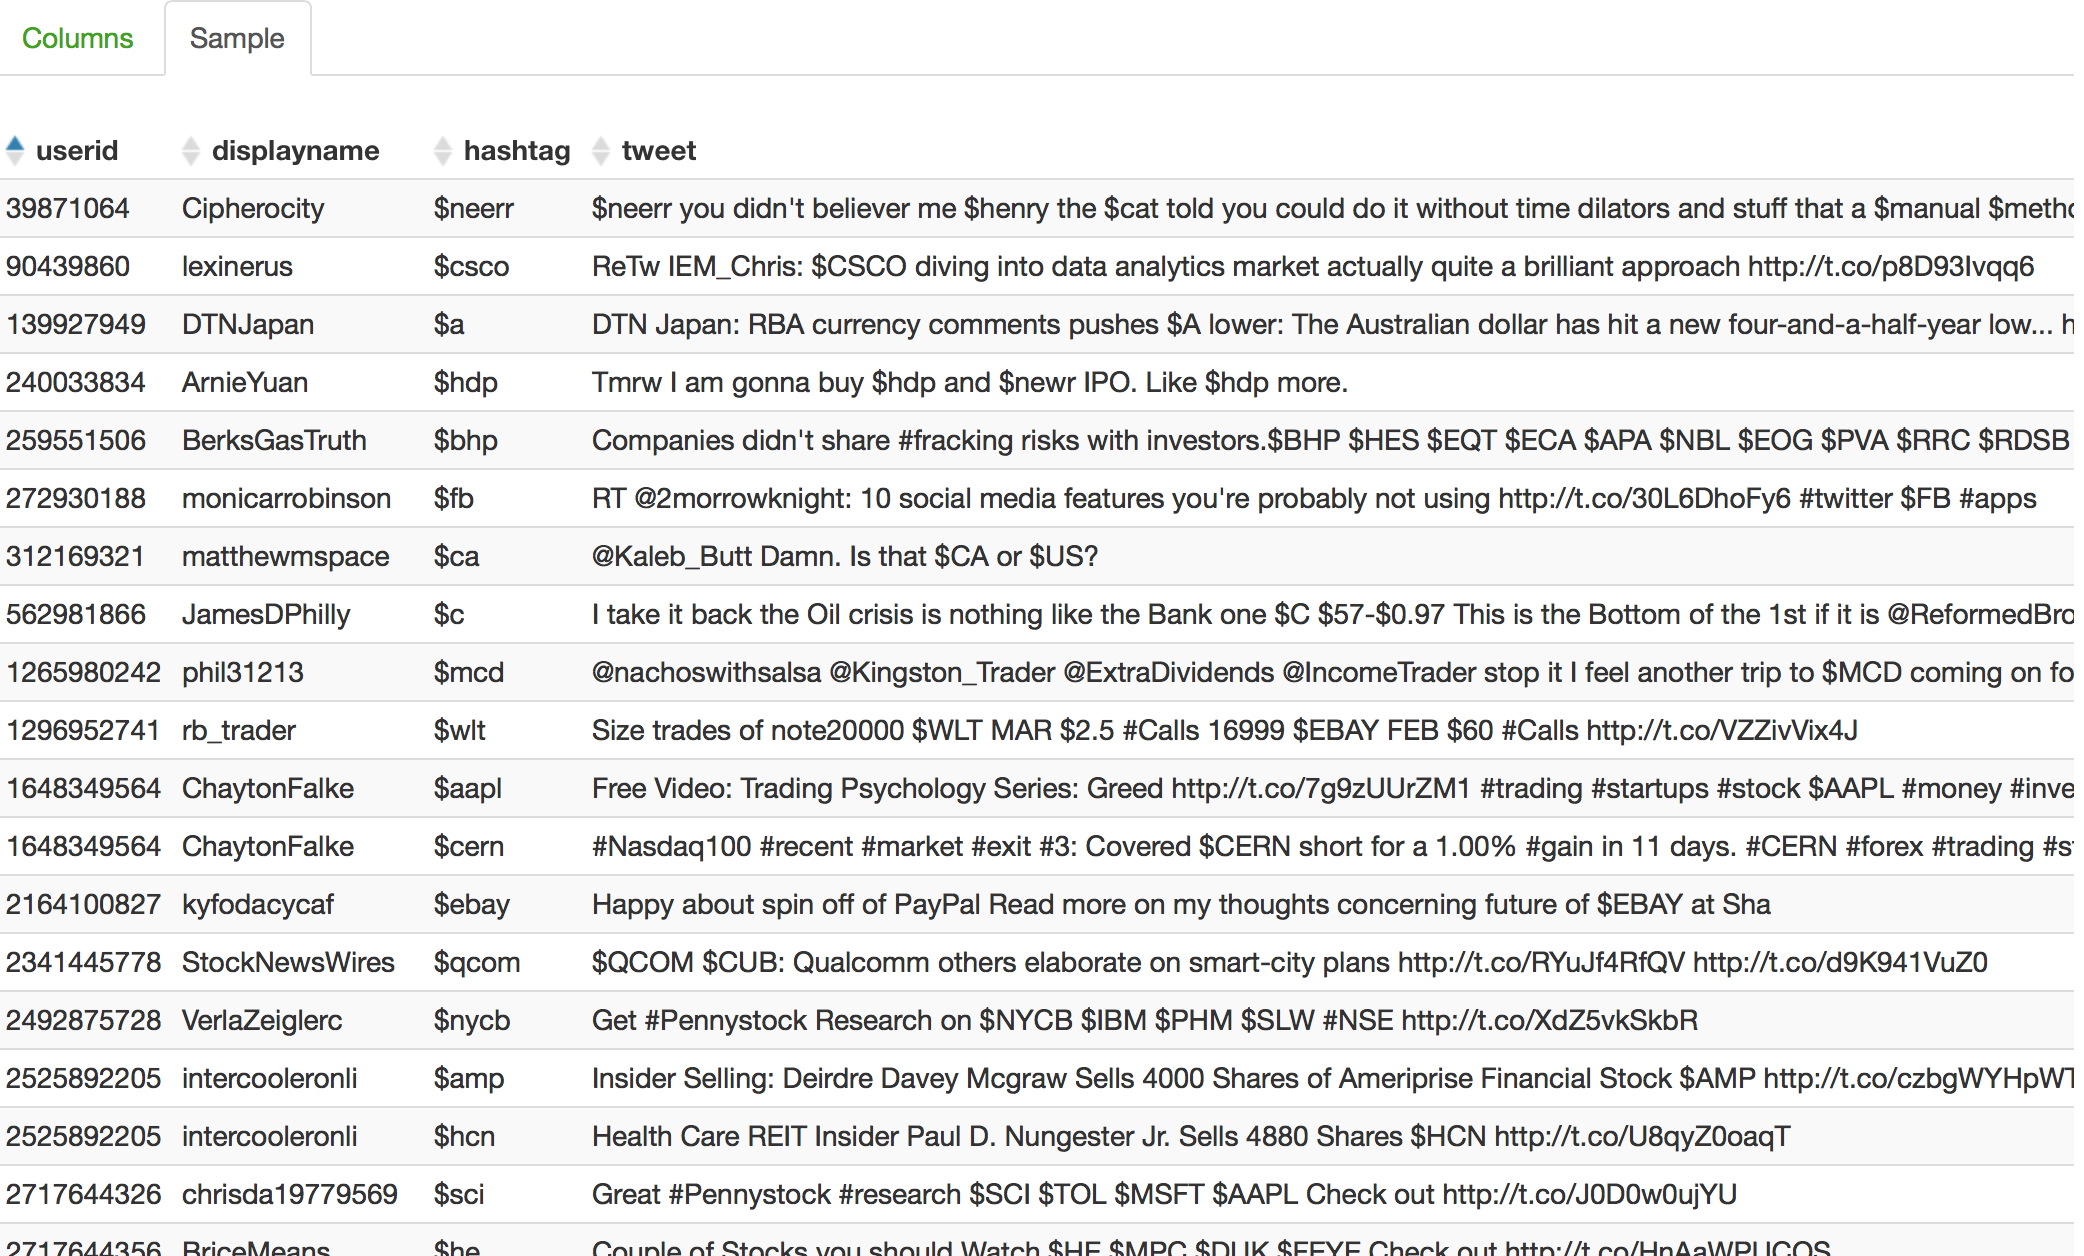 Columns Sample
userid displayname hashtag tweet
39871064 Cipherocity $neerr $neerr you didn't believer me $henry the $cat told you could do it without time dilators and stuff that a $manual
90439860 lexinerus $csco ReTw IEM_Chris: $CSCO diving into data analytics market actually quite a brilliant approach http://t.co/p8D93Ivqq6
139927949 DTNJapan $a DTN Japan: RBA currency comments pushes $A lower: The Australian dollar has hit a new four-and-a-half-year low...
240033834 ArnieYuan $hdp Tmrw I am gonna buy $hdp and $newr IPO. Like $hdp more.
259551506 BerksGasTruth $bhp Companies didn't share #fracking risks with investors.$BHP $HES $EQT $ECA $APA $NBL $EOG $PVA $RRC $RDSB
272930188 monicarrobinson $fb RT @2morrowknight: 10 social media features you're probably not using http://t.co/30L6DhoFy6 #twitter $FB #apps
312169321 matthewmspace $ca @Kaleb_Butt Damn. Is that $CA or $US?
562981866 JamesDPhilly $c I take it back the Oil crisis is nothing like the Bank one $C $57-$0.97 This is the Bottom of the 1st if it is @ReformedBro
1265980242 phil31213 $mcd @nachoswithsalsa @Kingston_Trader @ExtraDividends @IncomeTrader stop it I feel another trip to $MCD coming on fo
1296952741 rb_trader $wlt Size trades of note20000 $WLT MAR $2.5 #Calls 16999 $EBAY FEB $60 #Calls http://t.co/VZZivVix4J
1648349564 ChaytonFalke $aapl Free Video: Trading Psychology Series: Greed http://t.co/7g9zUUrZM1 #trading #startups #stock $AAPL #money #inve
1648349564 ChaytonFalke $cern #Nasdaq100 #recent #market #exit #3: Covered $CERN short for a 1.00% #gain in 11 days. #CERN #forex #trading
2164100827 kyfodacycaf $ebay Happy about spin off of PayPal Read more on my thoughts concerning future of $EBAY at Sha
2341445778 StockNewsWires $qcom $QCOM $CUB: Qualcomm others elaborate on smart-city plans http://t.co/RYuJf4RfQV http://t.co/d9K941VuZ0
2492875728 VerlaZeiglerc $nycb Get #Pennystock Research on $NYCB $IBM $PHM $SLW #NSE http://t.co/XdZ5vkSkbR
2525892205 intercooleronli $amp Insider Selling: Deirdre Davey Mcgraw Sells 4000 Shares of Ameriprise Financial Stock $AMP http://t.co/czbgWYHpWT
2525892205 intercooleronli $hcn Health Care REIT Insider Paul D. Nungester Jr. Sells 4880 Shares $HCN http://t.co/U8qyZ0oaqT
2717644326 chrisda19779569 $sci Great #Pennystock #research $SCI $TOL $MSFT $AAPL Check out http://t.co/J0D0w0ujYU
2717644356 BriceMeans $he Couple of Stocks you should Watch $HE $MPC $DUK $FEYE Check out